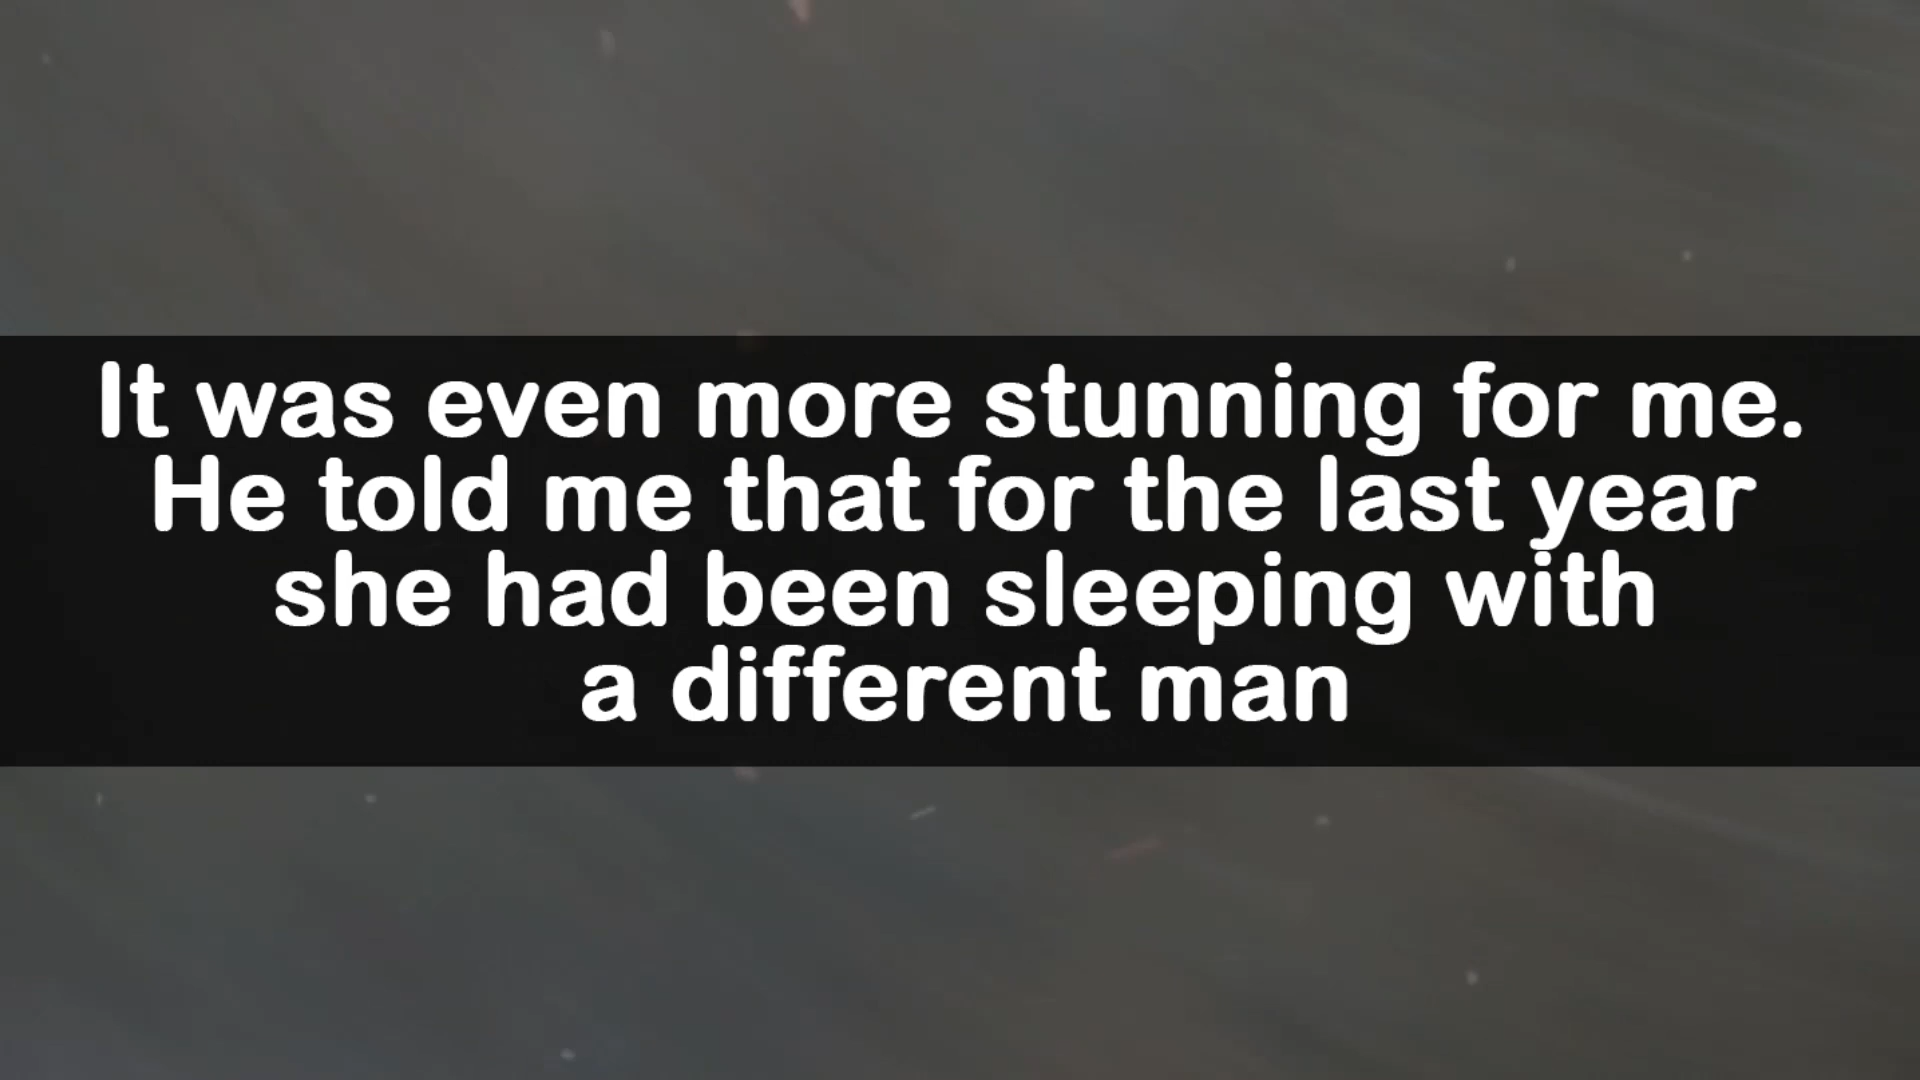 It was even more stunning for me.
He told me that for the last year
she had been sleeping with
a different man